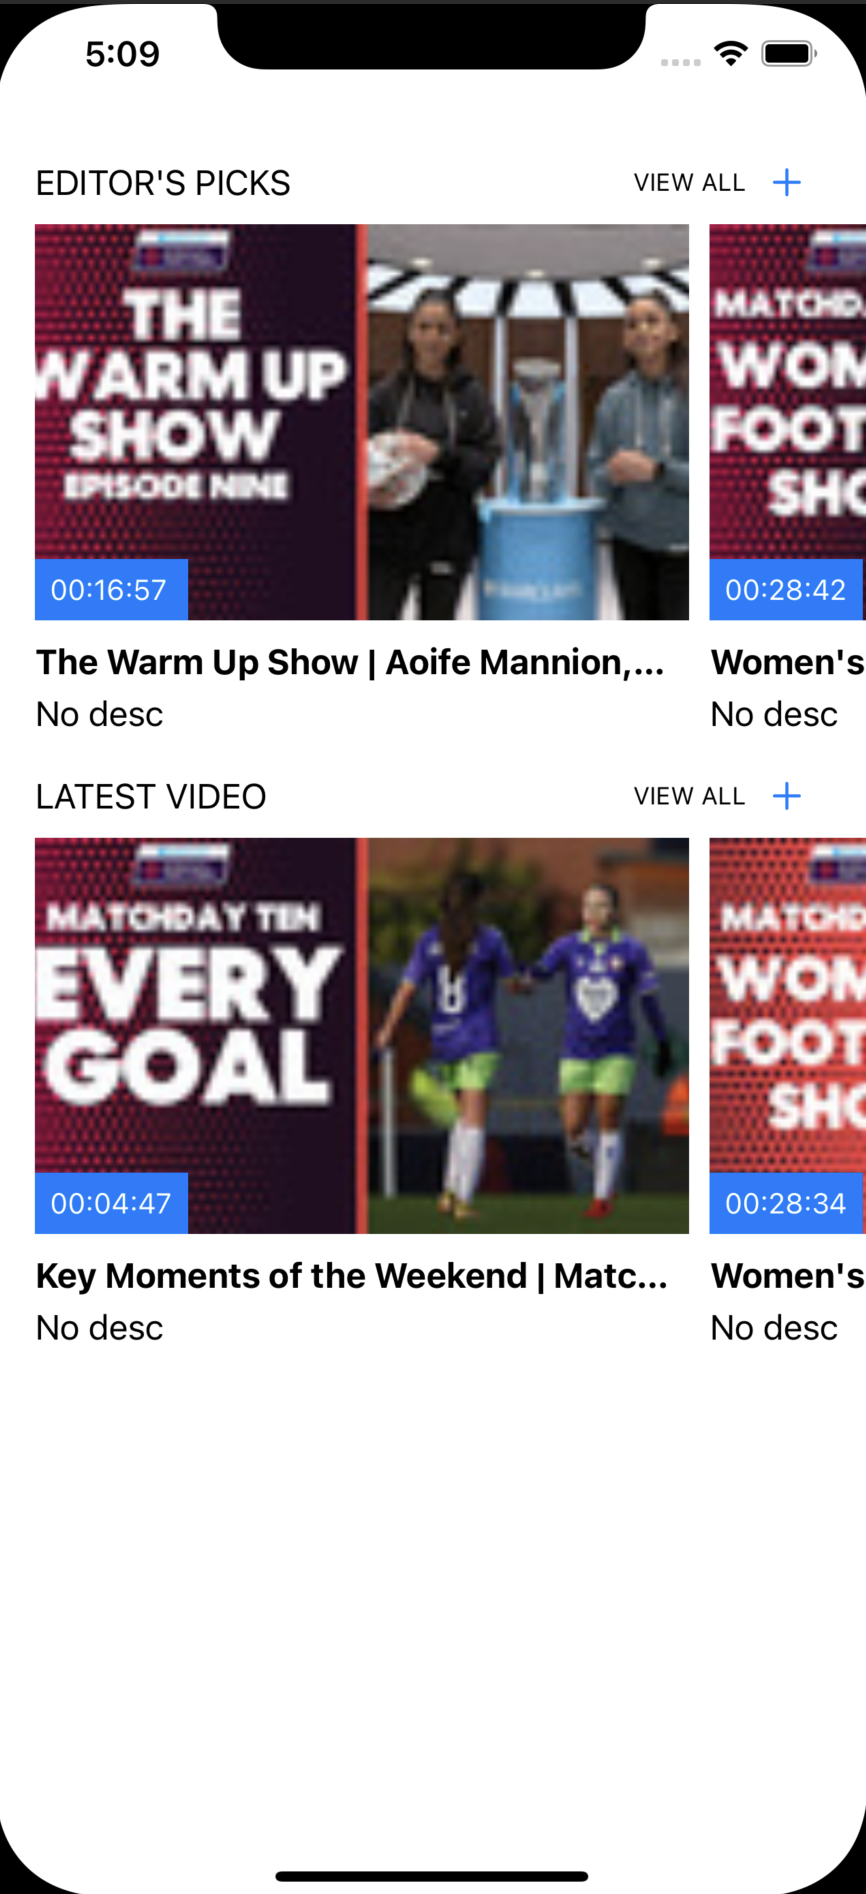 5:09
EDITOR'S PICKS
VIEW ALL +
THE
WARM UP
SHOW
EPISODE NINE
00:16:57
MATCHD
WOM
FOOT
SHO
00:28:42
The Warm Up Show | Aoife Mannion,...
No desc
Women's
No desc
LATEST VIDEO
VIEW ALL +
MATCHDAY TEN
EVERY
GOAL
00:04:47
MATCHD
WOM
FOOT
SHO
00:28:34
Key Moments of the Weekend | Matc...
No desc
Women's
No desc